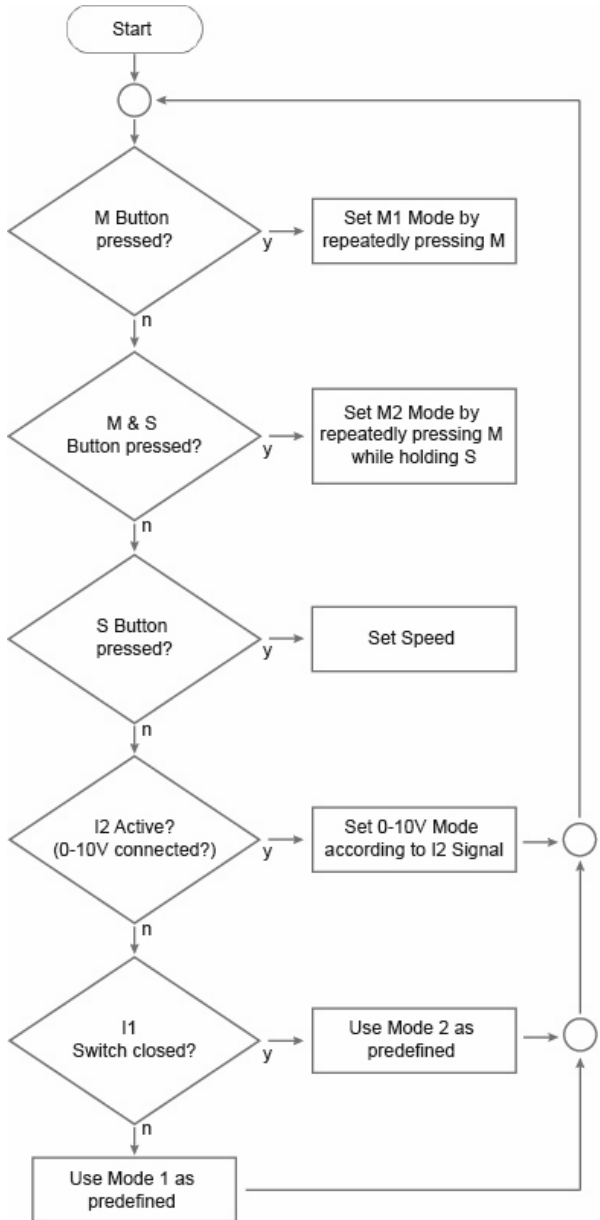 Start
M Button
pressed?
y
Set M1 Mode by
repeatedly pressing M
n
M & S
Button pressed?
y
Set M2 Mode by
repeatedly pressing M
while holding S
n
S Button
pressed?
y
Set Speed
n
I2 Active?
(0-10V connected?)
y
Set 0-10V Mode
according to I2 Signal
n
I1
Switch closed?
y
Use Mode 2 as
predefined
n
Use Mode 1 as
predefined